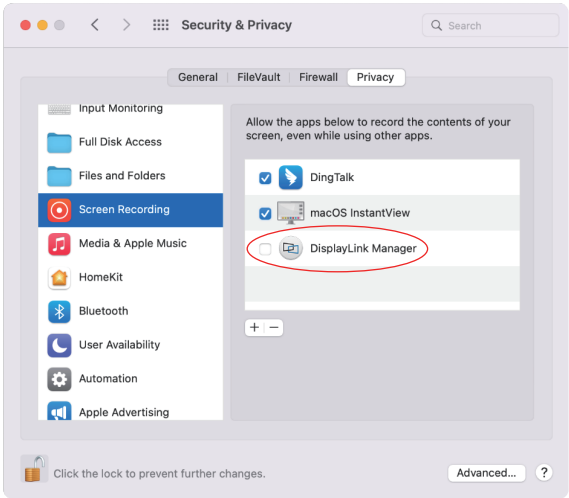 Security & Privacy
Search
General FileVault Firewall Privacy
Input Monitoring
Full Disk Access
Files and Folders
Screen Recording
Media & Apple Music
HomeKit
Bluetooth
User Availability
Automation
Apple Advertising
Allow the apps below to record the contents of your
screen, even while using other apps.
DingTalk
macOS InstantView
DisplayLink Manager
+ −
Click the lock to prevent further changes.
Advanced... ?